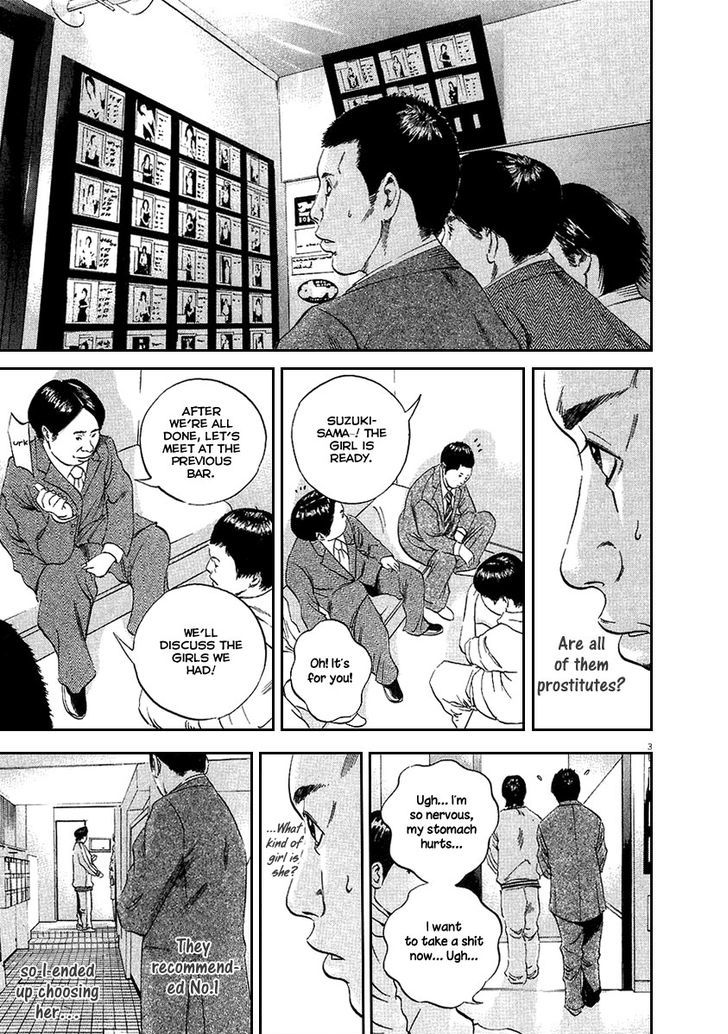 Are all
of them
prostitutes?
SUZUKI-
SAMA-! THE
GIRL IS
READY.
Oh! It's
for you!
AFTER
WE'RE ALL
DONE, LET'S
MEET AT THE
PREVIOUS
BAR.
urk
WE'LL
DISCUSS THE
GIRLS WE
HAD!
3
Ugh... I'm
so nervous,
my stomach
hurts...
I want
to take a shit
now... Ugh...
...What
kind of
girl is
she?
They
recommend-
ed No.1
so I ended
up choosing
her....